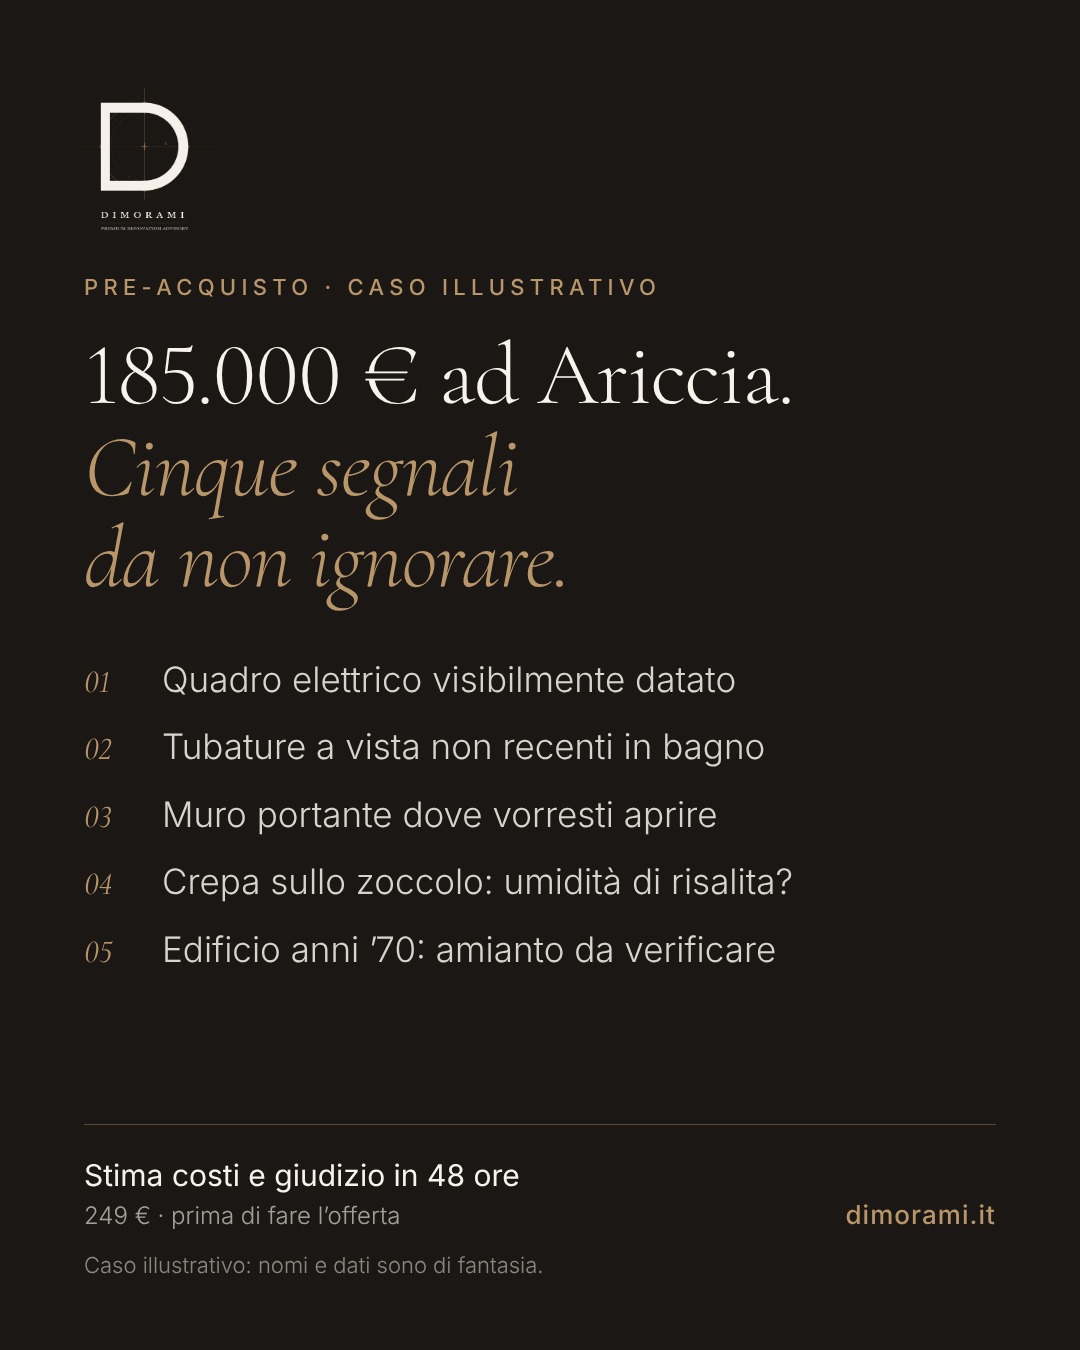 DIMORAMI
PREMIUM RENOVATION ADVISORY
PRE-ACQUISTO · CASO ILLUSTRATIVO
185.000 € ad Ariccia.
Cinque segnali
da non ignorare.
01 Quadro elettrico visibilmente datato
02 Tubature a vista non recenti in bagno
03 Muro portante dove vorresti aprire
04 Crepa sullo zoccolo: umidità di risalita?
05 Edificio anni ’70: amianto da verificare
Stima costi e giudizio in 48 ore
249 € · prima di fare l’offerta
dimorami.it
Caso illustrativo: nomi e dati sono di fantasia.